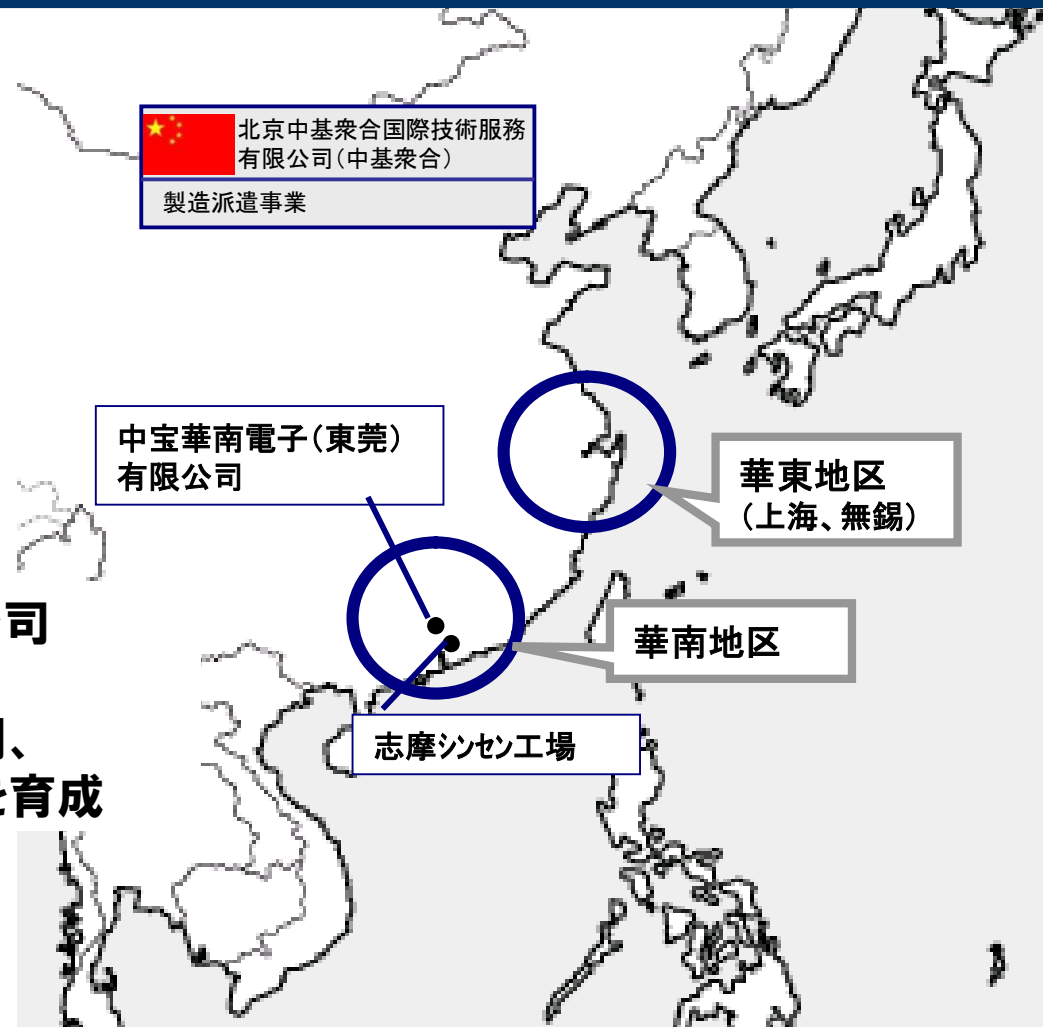 北京中基衆合国際技術服務
有限公司(中基衆合)
製造派遣事業
中宝華南電子(東莞)
有限公司
華東地区
(上海、無錫)
司
華南地区
、
を育成
志摩シンセン工場